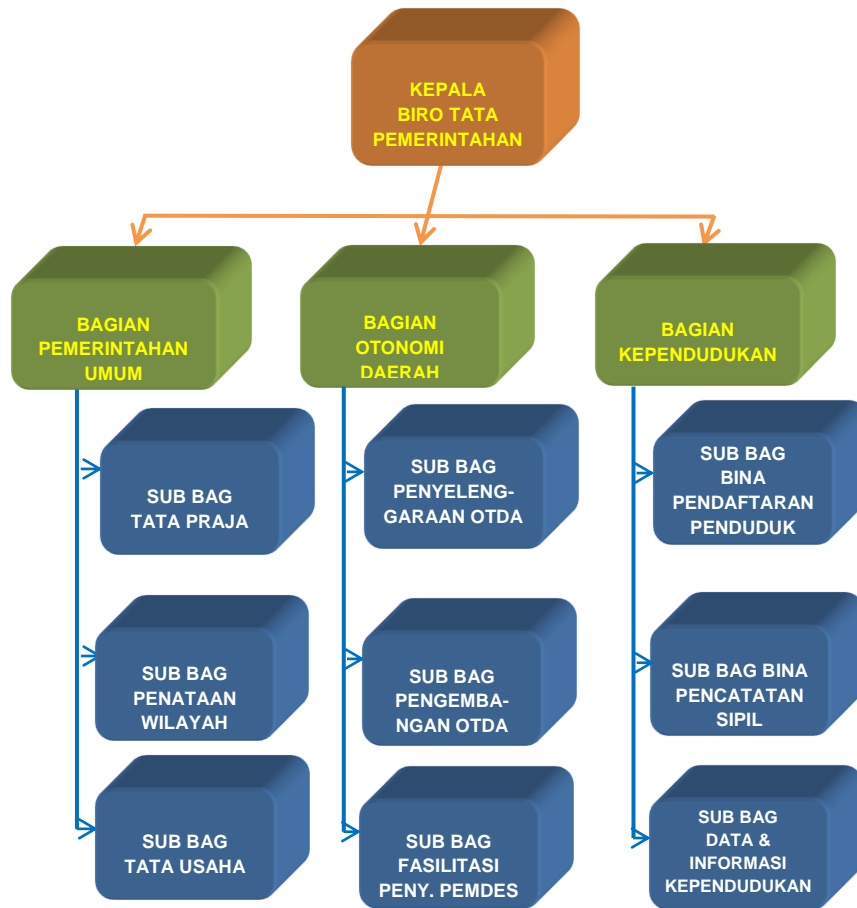 KEPALA
BIRO TATA
PEMERINTAHAN
BAGIAN
PEMERINTAHAN
UMUM
BAGIAN
OTONOMI
DAERAH
BAGIAN
KEPENDUDUKAN
SUB BAG
TATA PRAJA
SUB BAG
PENYELENG-
GARAAN OTDA
SUB BAG
BINA
PENDAFTARAN
PENDUDUK
SUB BAG
PENATAAN
WILAYAH
SUB BAG
PENGEMBA-
NGAN OTDA
SUB BAG BINA
PENCATATAN
SIPIL
SUB BAG
TATA USAHA
SUB BAG
FASILITASI
PENY. PEMDES
SUB BAG
DATA &
INFORMASI
KEPENDUDUKAN